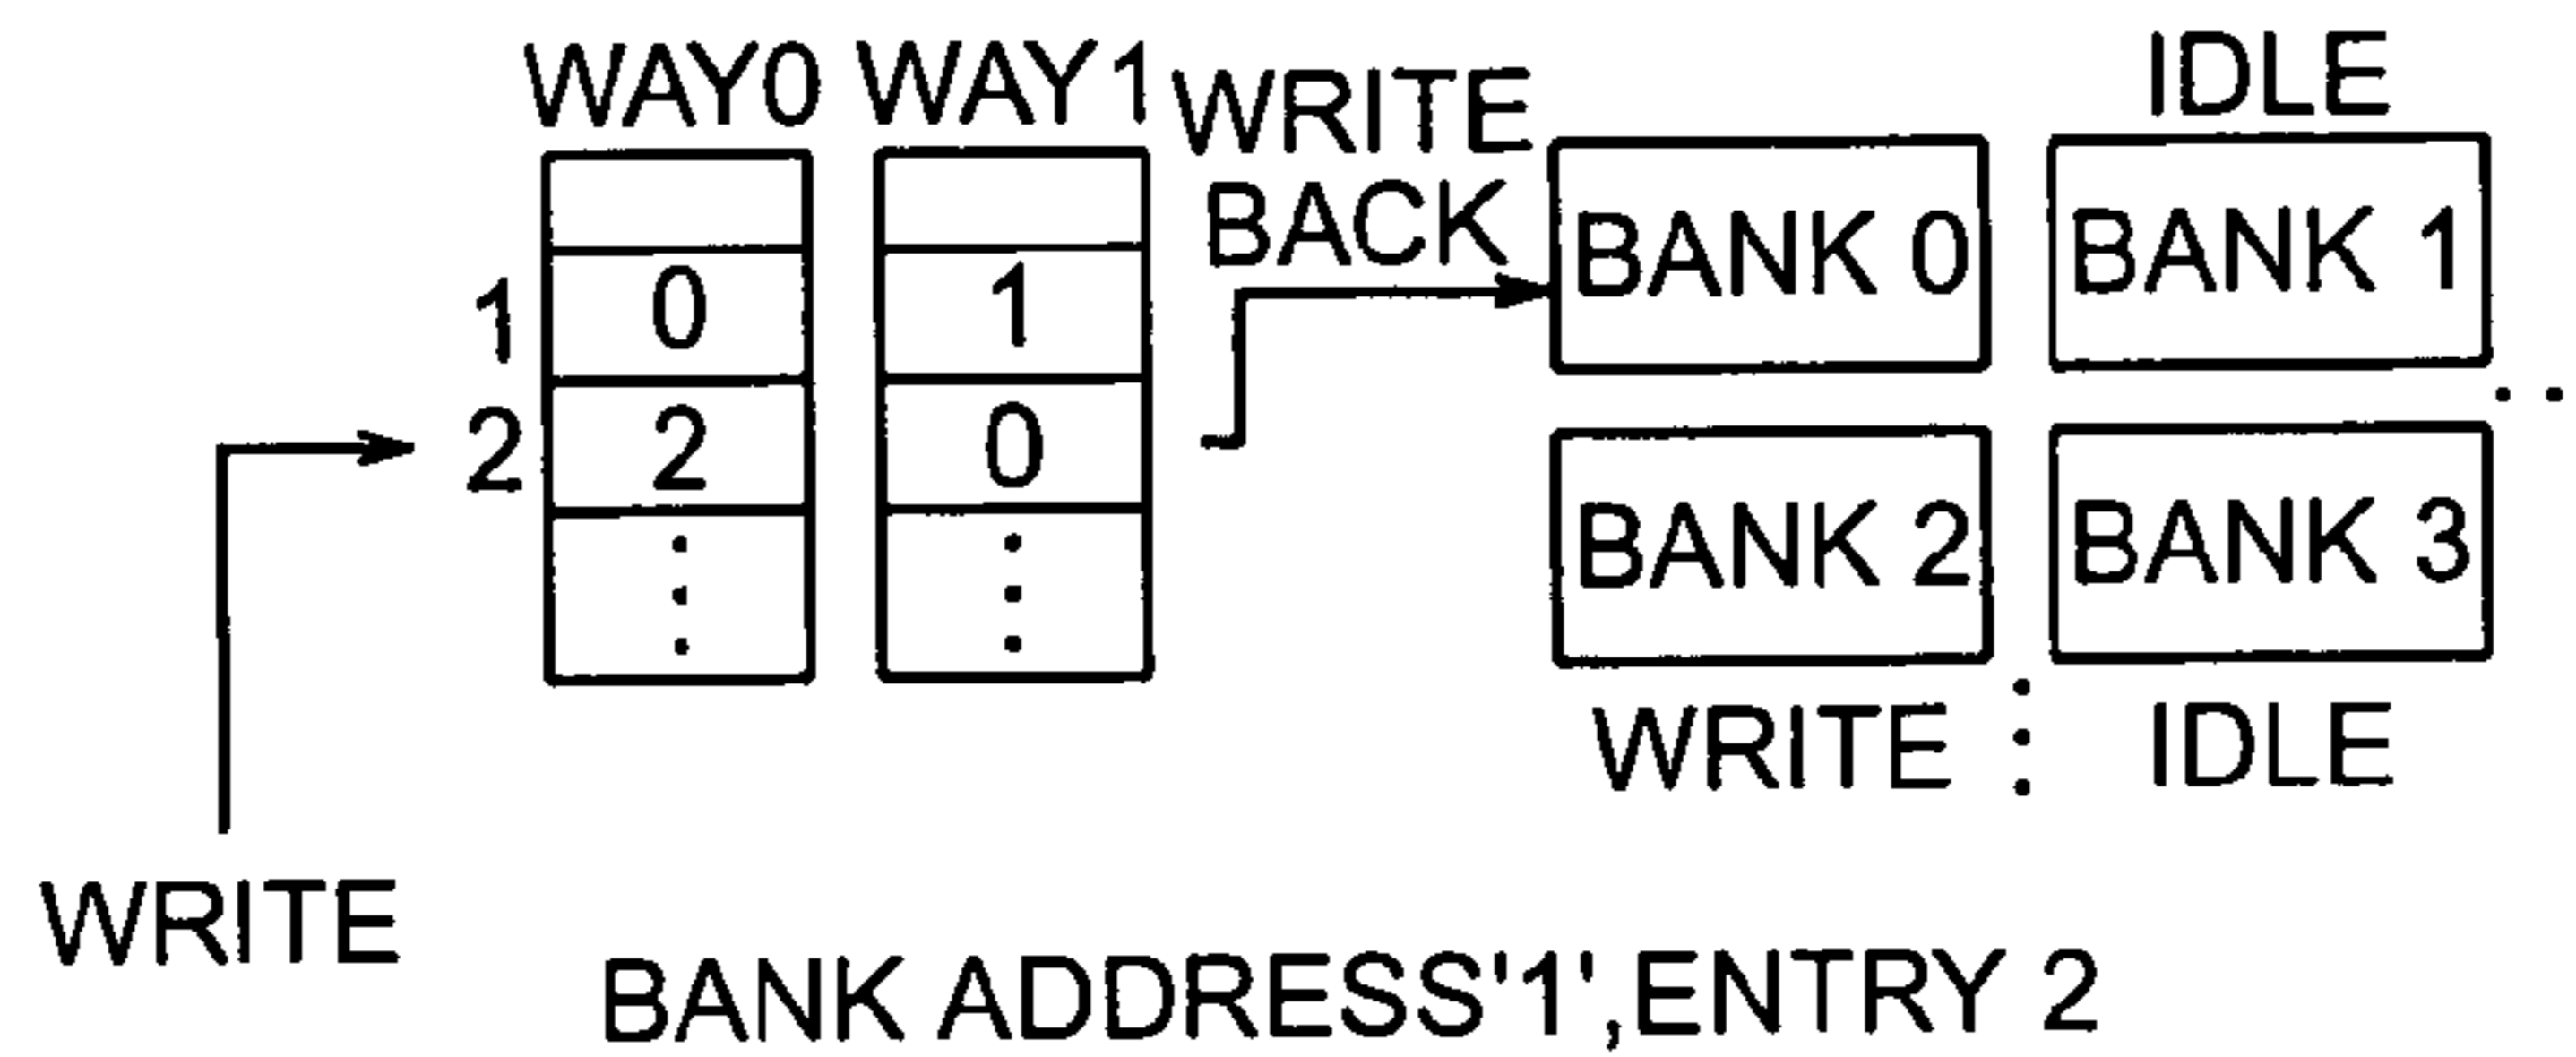 WAY0 WAY1
WRITE
BACK
IDLE
BANK 0 BANK 1
1 0 1
2 2 0
BANK 2 BANK 3
WRITE IDLE
WRITE
BANK ADDRESS'1',ENTRY 2